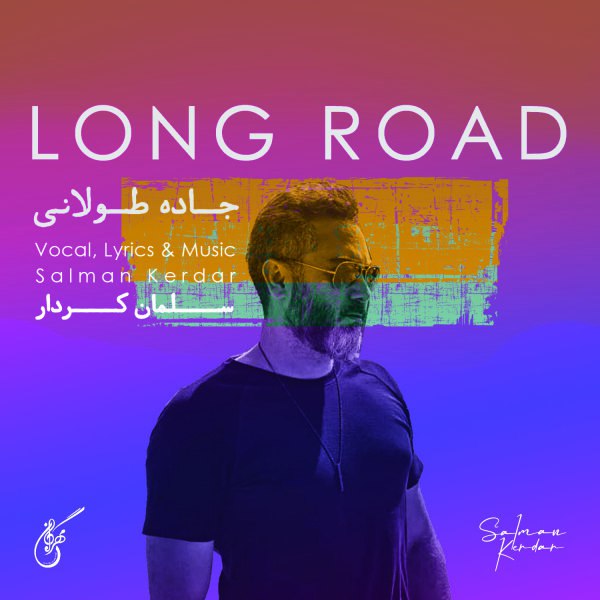 LONG ROAD
جاده طولانی
Vocal, Lyrics & Music
Salman Kerdar
سلمان کردار
Salman
Kerdar